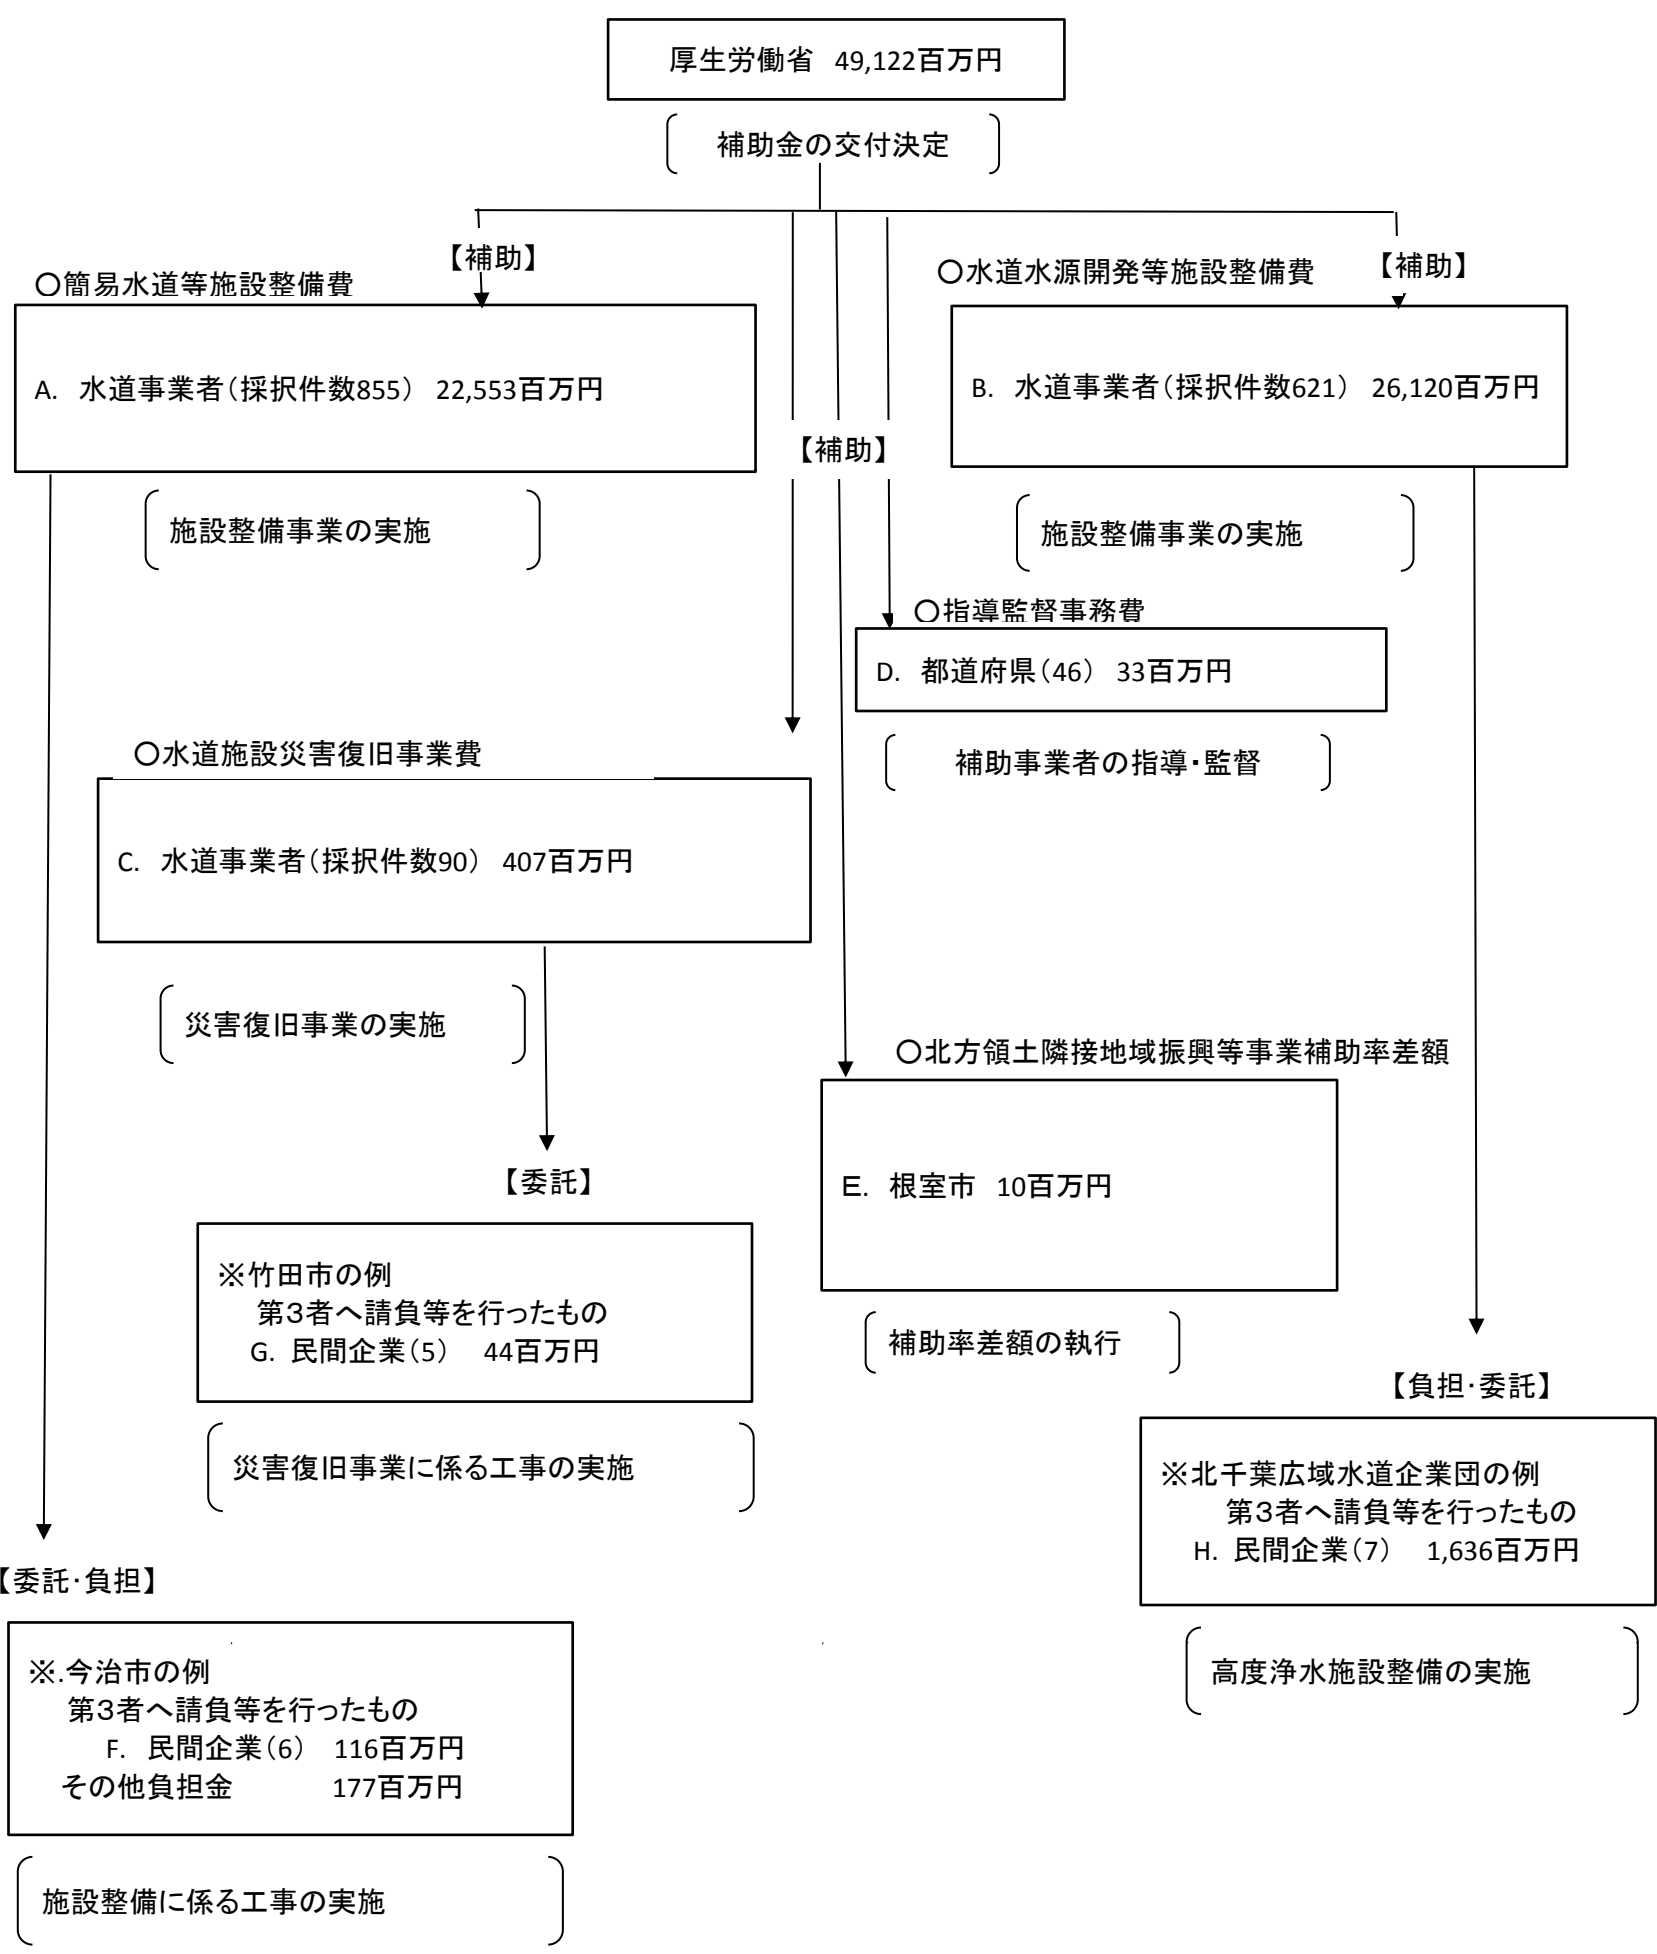 厚生労働省 49,122百万円
補助金の交付決定
【補助】
〇簡易水道等施設整備費
A. 水道事業者(採択件数855) 22,553百万円
施設整備事業の実施
〇水道水源開発等施設整備費
【補助】
B. 水道事業者(採択件数621) 26,120百万円
施設整備事業の実施
【補助】
〇指導監督事務費
D. 都道府県(46) 33百万円
補助事業者の指導・監督
〇水道施設災害復旧事業費
C. 水道事業者(採択件数90) 407百万円
災害復旧事業の実施
〇北方領土隣接地域振興等事業補助率差額
E. 根室市 10百万円
補助率差額の執行
【委託】
※竹田市の例
第3者へ請負等を行ったもの
G. 民間企業(5) 44百万円
災害復旧事業に係る工事の実施
【負担・委託】
※北千葉広域水道企業団の例
第3者へ請負等を行ったもの
H. 民間企業(7) 1,636百万円
高度浄水施設整備の実施
【委託・負担】
※.今治市の例
第3者へ請負等を行ったもの
F. 民間企業(6) 116百万円
その他負担金 177百万円
施設整備に係る工事の実施